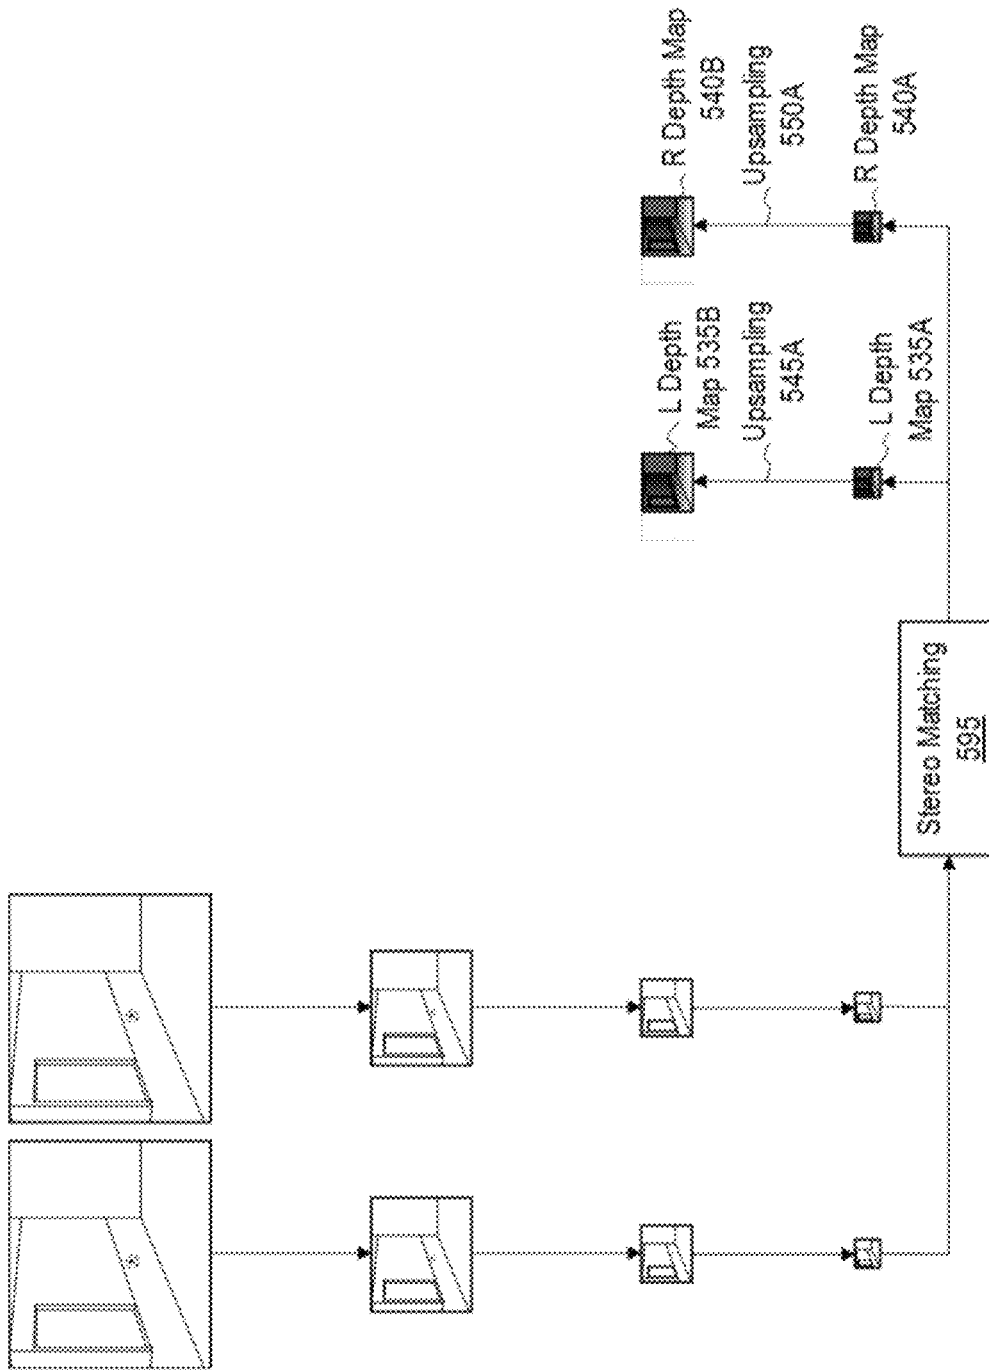 R Depth Map
540B
Upsampling
550A
R Depth Map
540A
L Depth
Map 535B
Upsampling
545A
L Depth
Map 535A
Stereo Matching
595